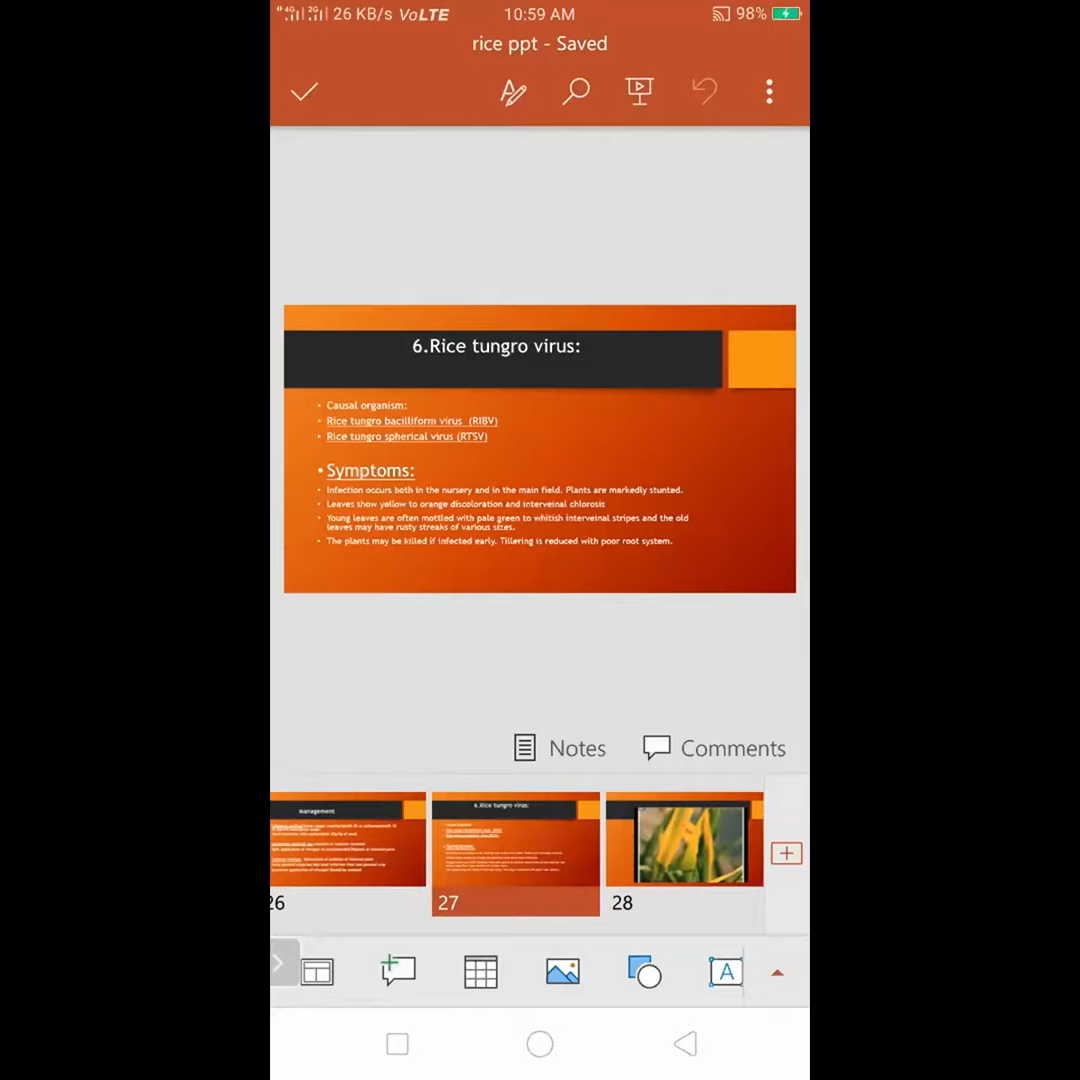 4G 2G 26 KB/s VoLTE 10:59 AM 98%
rice ppt - Saved
6.Rice tungro virus:
• Causal organism:
• Rice tungro bacilliform virus (RIBV)
• Rice tungro spherical virus (RTSV)
• Symptoms:
• Infection occurs both in the nursery and in the main field. Plants are markedly stunted.
• Leaves show yellow to orange discoloration and interveinal chlorosis
• Young leaves are often mottled with pale green to whitish interveinal stripes and the old
leaves may have rusty streaks of various sizes.
• The plants may be killed if infected early. Tillering is reduced with poor root system.
Notes Comments
Management
6.Rice tungro virus:
Symptoms:
26 27 28
A